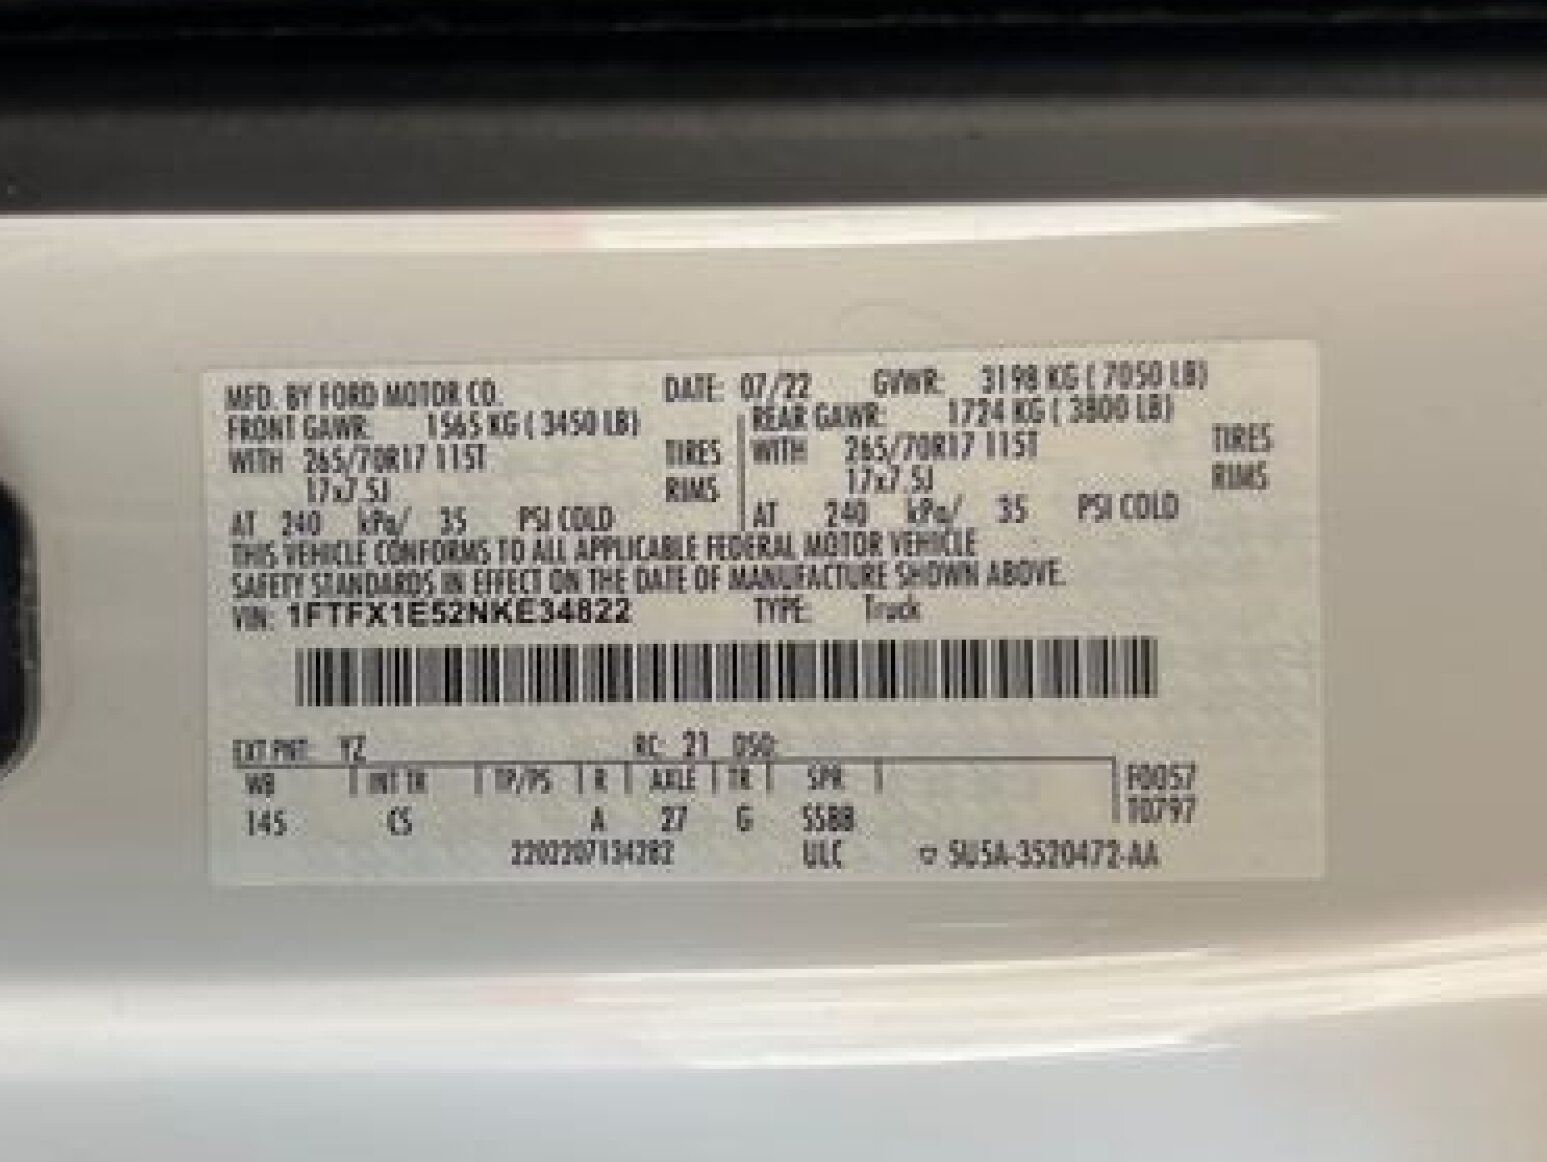 MFD. BY FORD MOTOR CO. DATE: 07/22 GVWR: 3198 KG ( 7050 LB)
FRONT GAWR: 1565 KG ( 3450 LB) REAR GAWR: 1724 KG ( 3800 LB)
WITH 265/70R17 115T TIRES WITH 265/70R17 115T TIRES
17x7.5J RIMS 17x7.5J RIMS
AT 240 kPa/ 35 PSI COLD AT 240 kPa/ 35 PSI COLD
THIS VEHICLE CONFORMS TO ALL APPLICABLE FEDERAL MOTOR VEHICLE
SAFETY STANDARDS IN EFFECT ON THE DATE OF MANUFACTURE SHOWN ABOVE.
VIN: 1FTFX1E52NKE34822 TYPE: Truck
EXT PNT: YZ RC: 21 DSO:
WB INT TR TP/PS R AXLE TR SPR F0057
145 CS A 27 G SSBB T0797
2202207134282 ULC 5U5A-3520472-AA